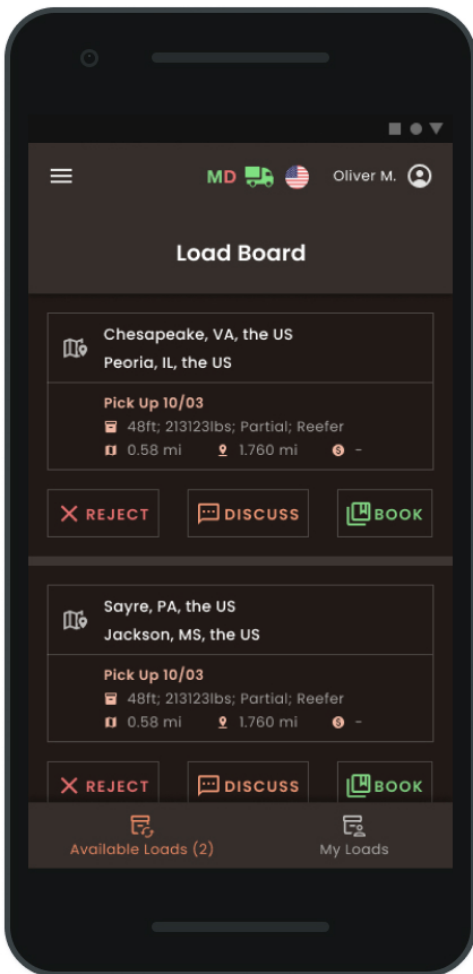 MD
Oliver M.
Load Board
Chesapeake, VA, the US
Peoria, IL, the US
Pick Up 10/03
48ft; 213123lbs; Partial; Reefer
0.58 mi 1.760 mi $ -
REJECT DISCUSS BOOK
Sayre, PA, the US
Jackson, MS, the US
Pick Up 10/03
48ft; 213123lbs; Partial; Reefer
0.58 mi 1.760 mi $ -
REJECT DISCUSS BOOK
Available Loads (2) My Loads